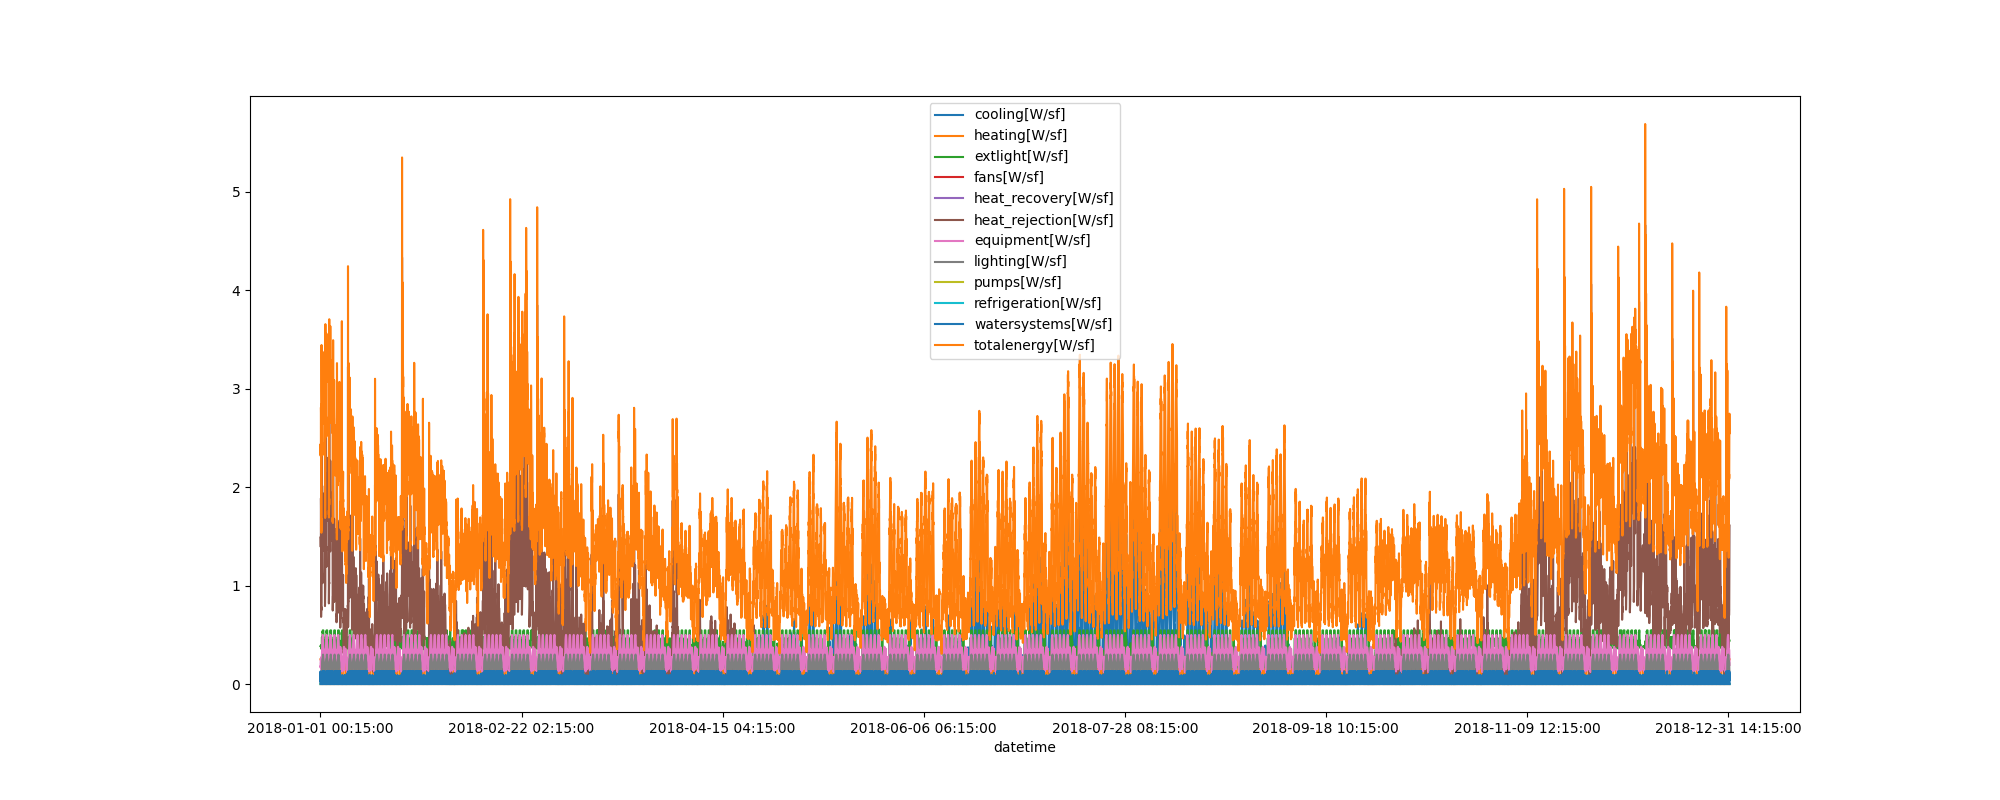 cooling[W/sf]
heating[W/sf]
extlight[W/sf]
fans[W/sf]
heat_recovery[W/sf]
heat_rejection[W/sf]
equipment[W/sf]
lighting[W/sf]
pumps[W/sf]
refrigeration[W/sf]
watersystems[W/sf]
totalenergy[W/sf]
5
4
3
2
1
0
2018-01-01 00:15:00 2018-02-22 02:15:00 2018-04-15 04:15:00 2018-06-06 06:15:00 2018-07-28 08:15:00 2018-09-18 10:15:00 2018-11-09 12:15:00 2018-12-31 14:15:00
datetime